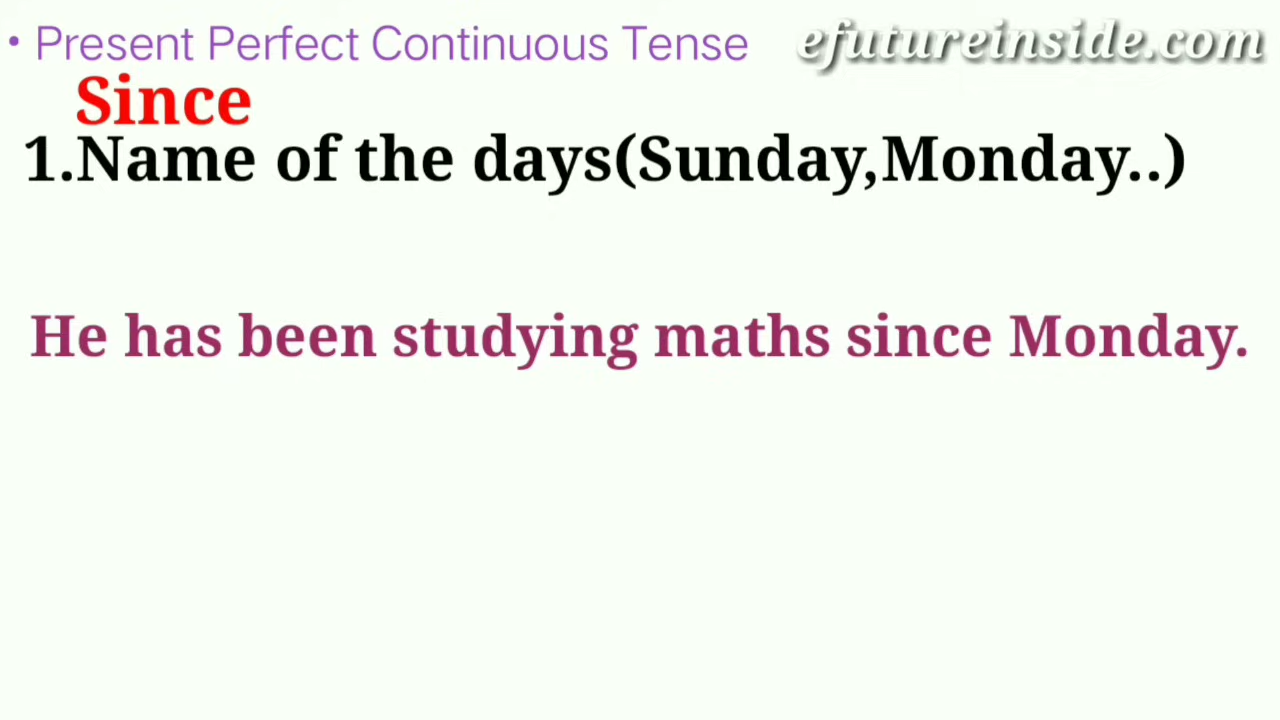 • Present Perfect Continuous Tense efutureinside.com
Since
1.Name of the days(Sunday,Monday..)
He has been studying maths since Monday.